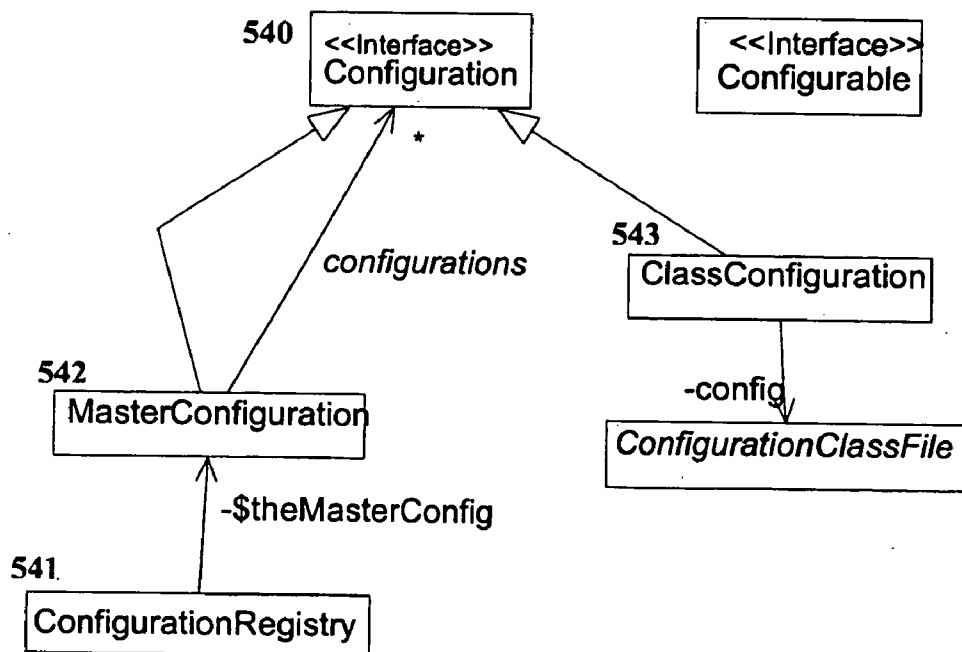 540
<<Interface>>
Configuration
<<Interface>>
Configurable
*
configurations
543
ClassConfiguration
542
MasterConfiguration
-config
ConfigurationClassFile
-$theMasterConfig
541
ConfigurationRegistry